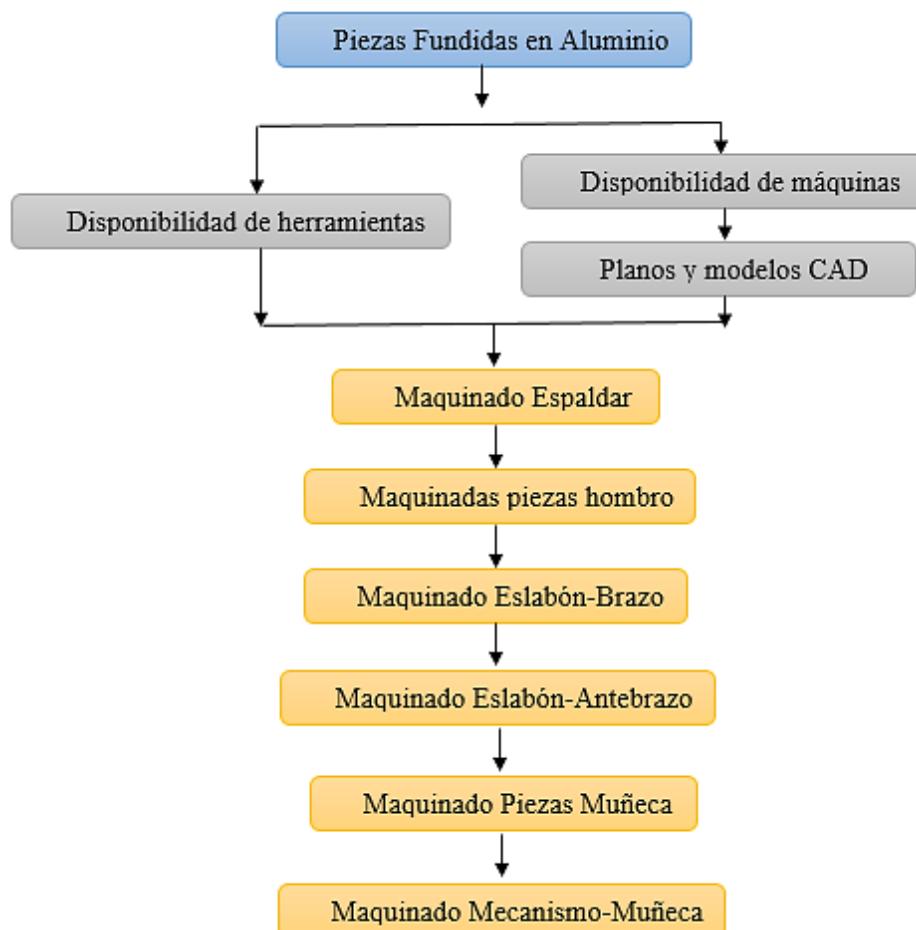 Piezas Fundidas en Aluminio
Disponibilidad de máquinas
Disponibilidad de herramientas
Planos y modelos CAD
Maquinado Espaldar
Maquinadas piezas hombro
Maquinado Eslabón-Brazo
Maquinado Eslabón-Antebrazo
Maquinado Piezas Muñeca
Maquinado Mecanismo-Muñeca